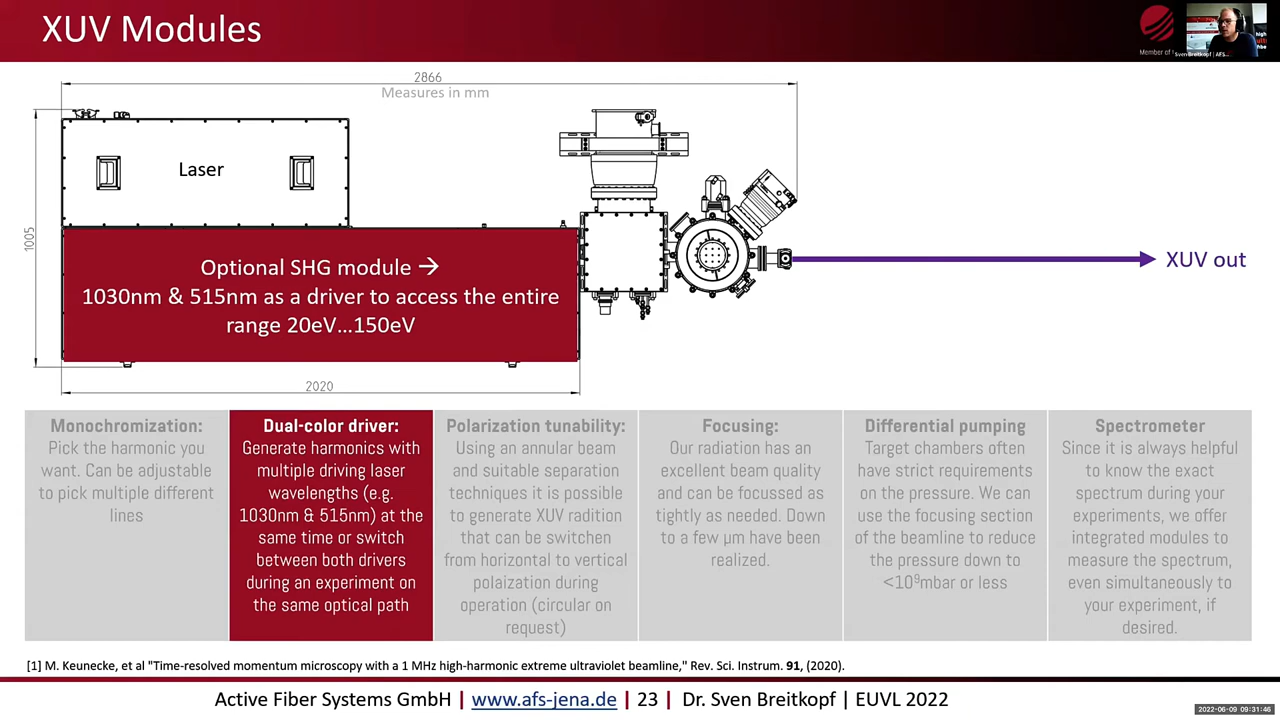 XUV Modules
Member of
Sven Breitkopf | AFS...
2866
Measures in mm
Laser
1005
Optional SHG module →
1030nm & 515nm as a driver to access the entire
range 20eV...150eV
XUV out
2020
Monochromization:
Pick the harmonic you
want. Can be adjustable
to pick multiple different
lines
Dual-color driver:
Generate harmonics with
multiple driving laser
wavelengths (e.g.
1030nm & 515nm) at the
same time or switch
between both drivers
during an experiment on
the same optical path
Polarization tunability:
Using an annular beam
and suitable separation
techniques it is possible
to generate XUV radition
that can be switchen
from horizontal to vertical
polaization during
operation (circular on
request)
Focusing:
Our radiation has an
excellent beam quality
and can be focussed as
tightly as needed. Down
to a few µm have been
realized.
Differential pumping
Target chambers often
have strict requirements
on the pressure. We can
use the focusing section
of the beamline to reduce
the pressure down to
<10⁹mbar or less
Spectrometer
Since it is always helpful
to know the exact
spectrum during your
experiments, we offer
integrated modules to
measure the spectrum,
even simultaneously to
your experiment, if
desired.
[1] M. Keunecke, et al "Time-resolved momentum microscopy with a 1 MHz high-harmonic extreme ultraviolet beamline," Rev. Sci. Instrum. 91, (2020).
Active Fiber Systems GmbH | www.afs-jena.de | 23 | Dr. Sven Breitkopf | EUVL 2022
2022-06-09 09:31:46